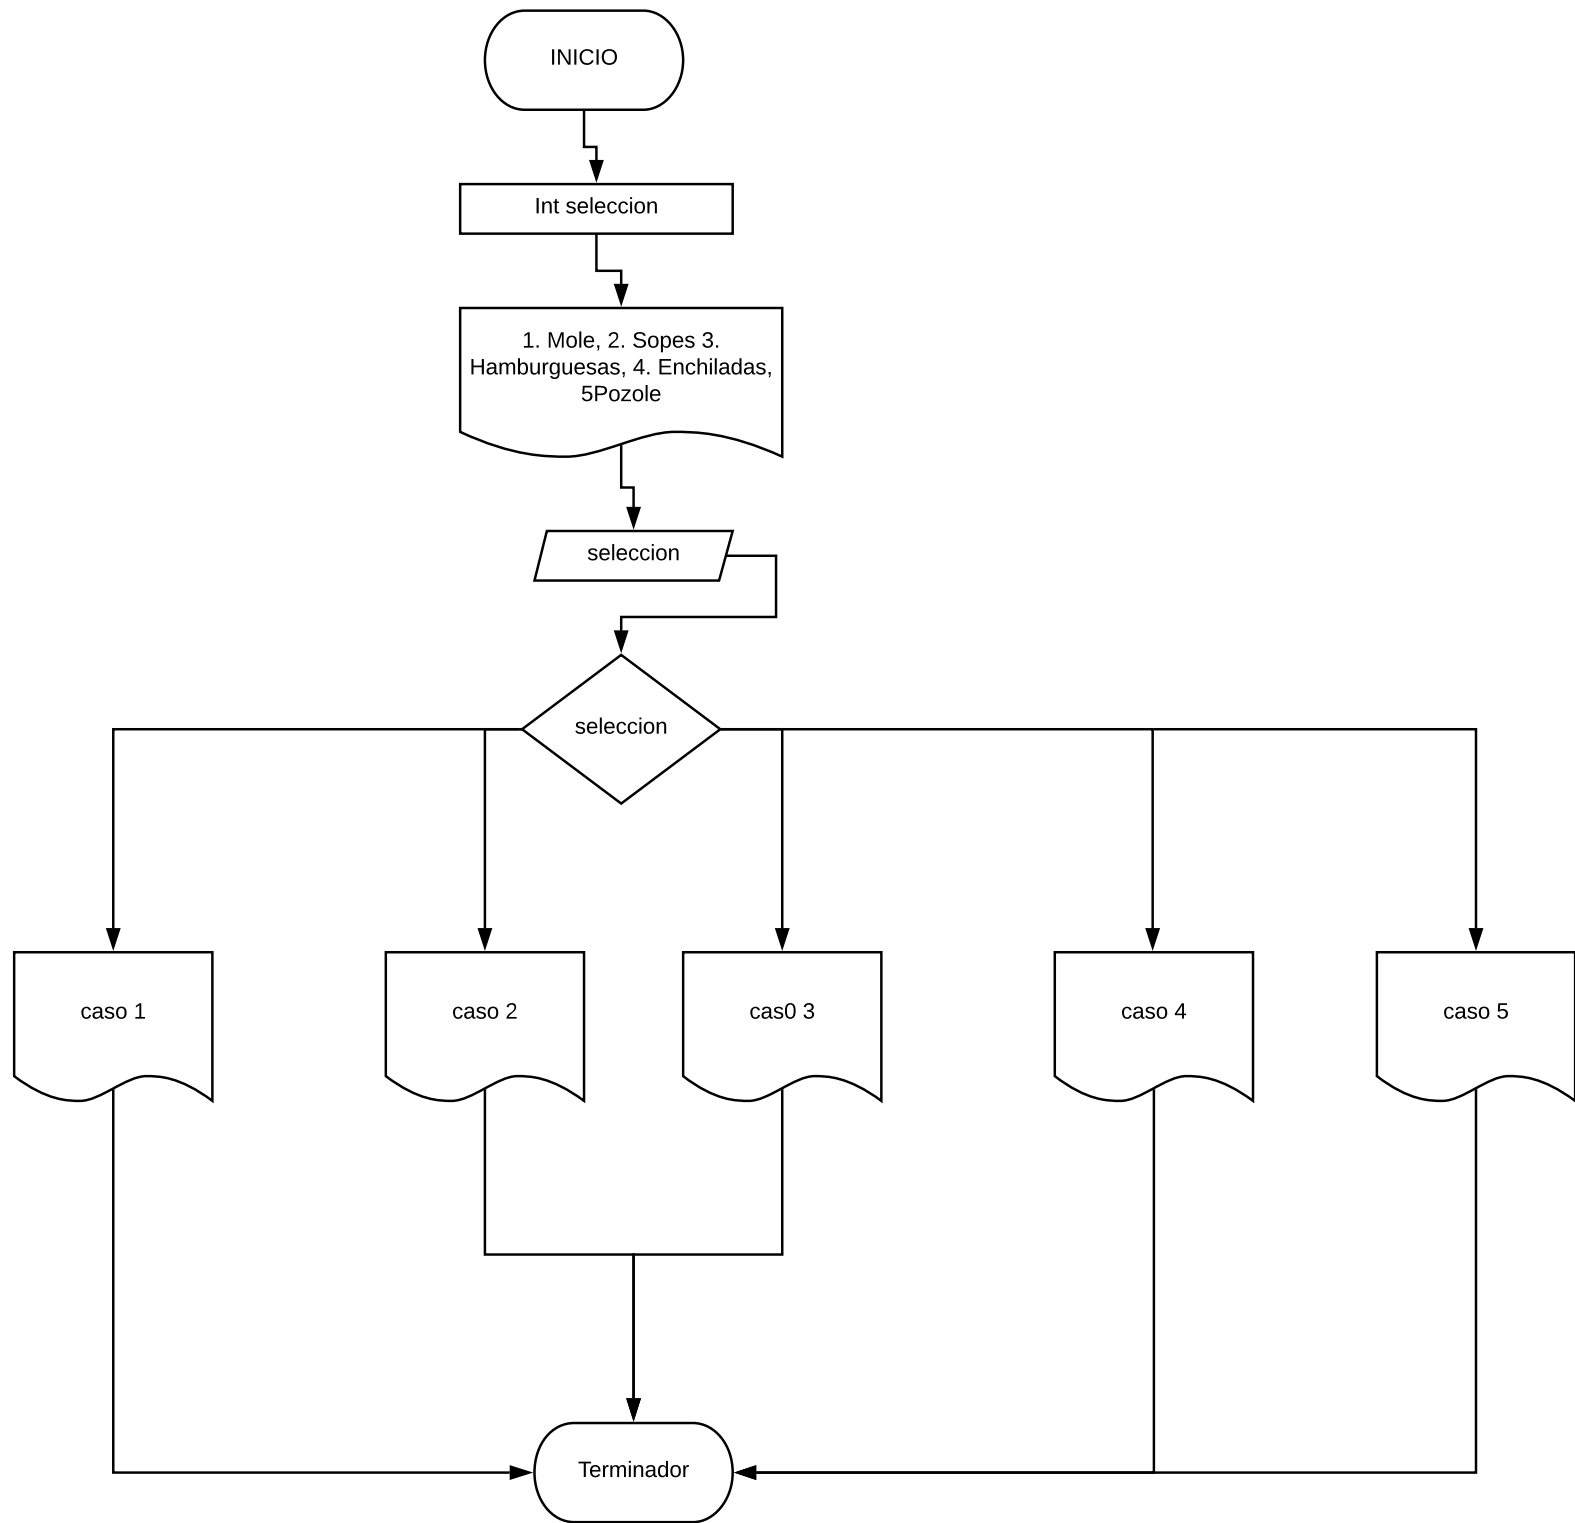 INICIO
Int seleccion
1. Mole, 2. Sopes 3.
Hamburguesas, 4. Enchiladas,
5Pozole
seleccion
seleccion
caso 1
caso 2
cas0 3
caso 4
caso 5
Terminador